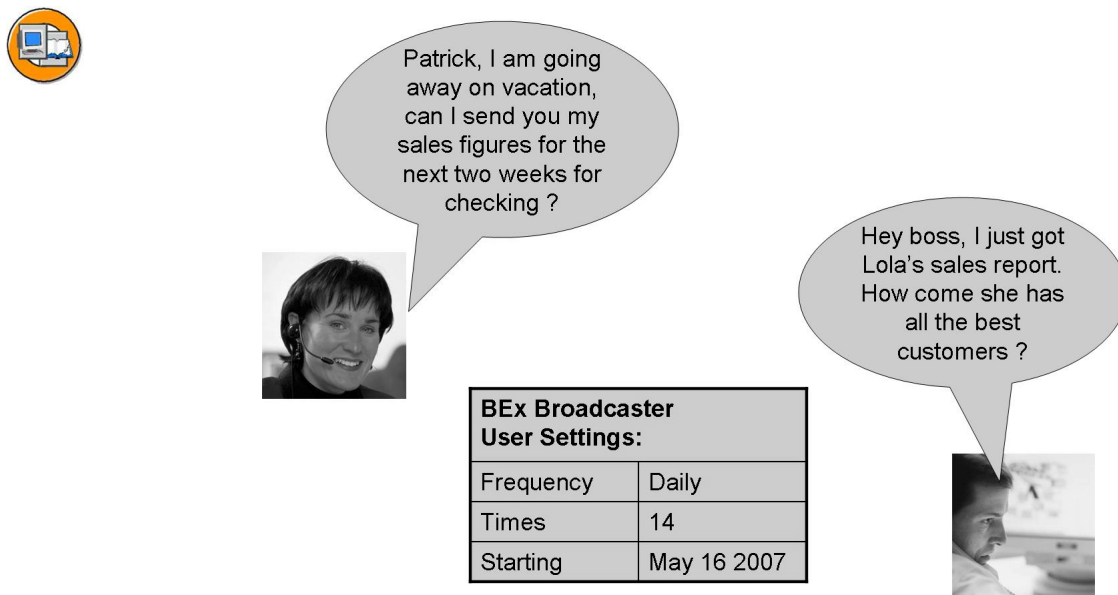 Patrick, I am going
away on vacation,
can I send you my
sales figures for the
next two weeks for
checking ?
Hey boss, I just got
Lola's sales report.
How come she has
all the best
customers ?
BEx Broadcaster
User Settings:
Frequency Daily
Times 14
Starting May 16 2007